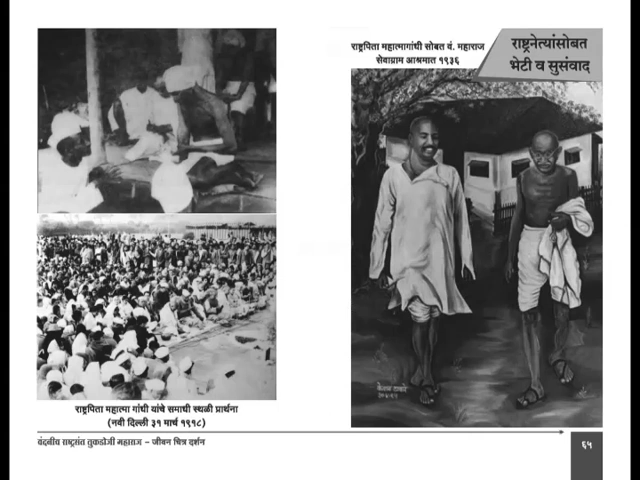 राष्ट्रपिता महात्मागांधी सोबत वं. महाराज
सेवाग्राम आश्रमात १९३६
राष्ट्रनेत्यांसोबत
भेटी व सुसंवाद
राष्ट्रपिता महात्मा गांधी यांचे समाधी स्थळी प्रार्थना
(नवी दिल्ली ३१ मार्च १९१८)
वंदनीय राष्ट्रसंत तुकडोजी महाराज – जीवन चित्र दर्शन
६५